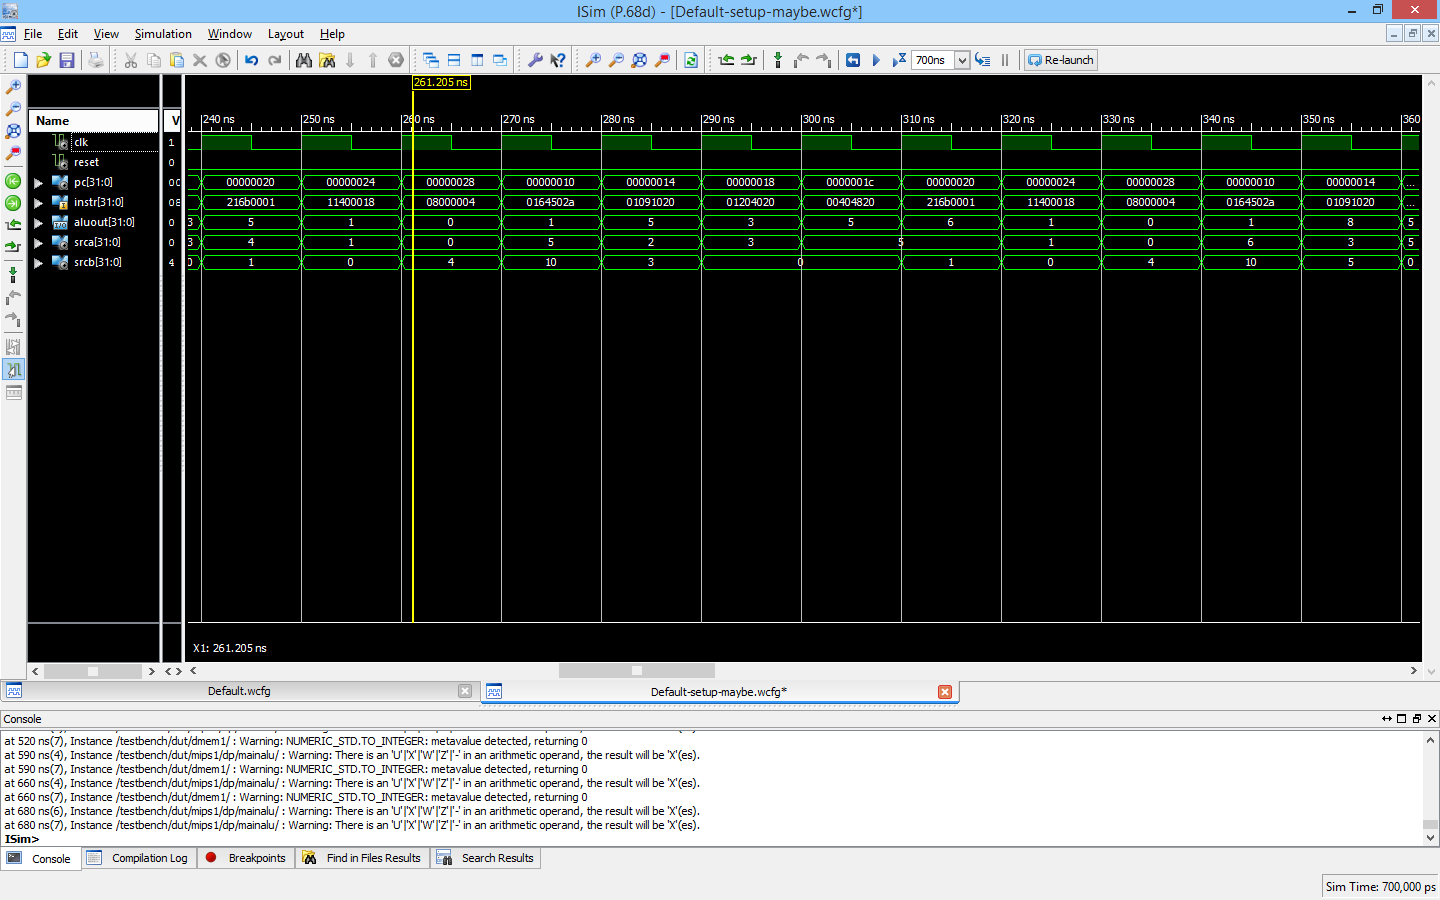 ISim (P.68d) - [Default-setup-maybe.wcfg*]
File Edit View Simulation Window Layout Help
700ns Re-launch
261.205 ns
Name V 240 ns 250 ns 260 ns 270 ns 280 ns 290 ns 300 ns 310 ns 320 ns 330 ns 340 ns 350 ns 360
clk 1
reset 0
pc[31:0] 00 00000020 00000024 00000028 00000010 00000014 00000018 0000001c 00000020 00000024 00000028 00000010 00000014 ...
instr[31:0] 08 216b0001 11400018 08000004 0164502a 01091020 01204020 00404820 216b0001 11400018 08000004 0164502a 01091020 ...
aluout[31:0] 0 3 5 1 0 1 5 3 5 6 1 0 1 8 5
srca[31:0] 0 3 4 1 0 5 2 3 5 1 0 6 3 5
srcb[31:0] 4 0 1 0 4 10 3 0 1 0 4 10 5 0
X1: 261.205 ns
Default.wcfg Default-setup-maybe.wcfg*
Console
at 520 ns(7), Instance /testbench/dut/dmem1/ : Warning: NUMERIC_STD.TO_INTEGER: metavalue detected, returning 0
at 590 ns(4), Instance /testbench/dut/mips1/dp/mainalu/ : Warning: There is an 'U'|'X'|'W'|'Z'|'-' in an arithmetic operand, the result will be 'X'(es).
at 590 ns(7), Instance /testbench/dut/dmem1/ : Warning: NUMERIC_STD.TO_INTEGER: metavalue detected, returning 0
at 660 ns(4), Instance /testbench/dut/mips1/dp/mainalu/ : Warning: There is an 'U'|'X'|'W'|'Z'|'-' in an arithmetic operand, the result will be 'X'(es).
at 660 ns(7), Instance /testbench/dut/dmem1/ : Warning: NUMERIC_STD.TO_INTEGER: metavalue detected, returning 0
at 680 ns(6), Instance /testbench/dut/mips1/dp/mainalu/ : Warning: There is an 'U'|'X'|'W'|'Z'|'-' in an arithmetic operand, the result will be 'X'(es).
at 680 ns(7), Instance /testbench/dut/mips1/dp/mainalu/ : Warning: There is an 'U'|'X'|'W'|'Z'|'-' in an arithmetic operand, the result will be 'X'(es).
ISim>
Console Compilation Log Breakpoints Find in Files Results Search Results
Sim Time: 700,000 ps